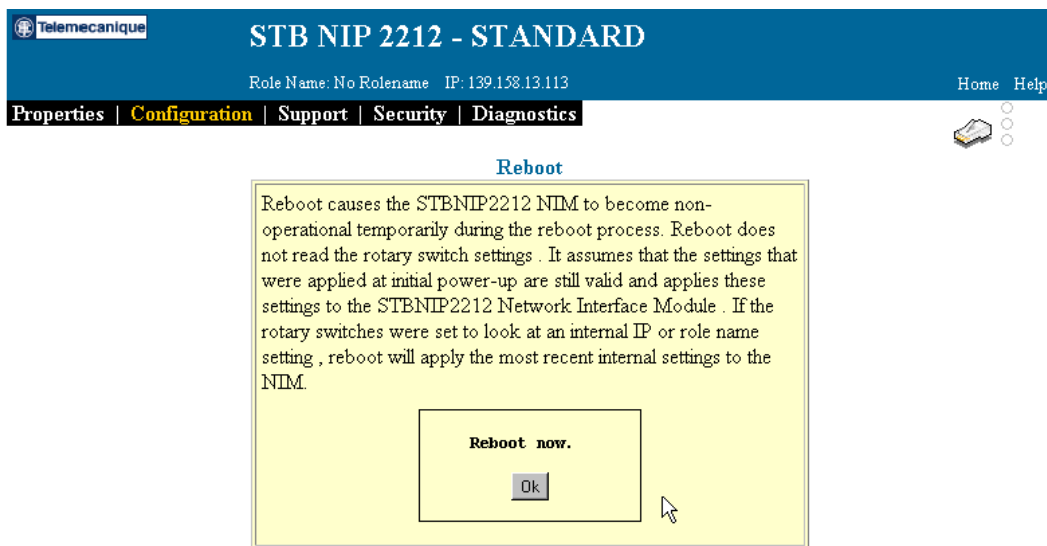 Telemecanique
STB NIP 2212 - STANDARD
Role Name: No Rolename IP: 139.158.13.113
Home Help
Properties | Configuration | Support | Security | Diagnostics
Reboot
Reboot causes the STBNIP2212 NIM to become non-
operational temporarily during the reboot process. Reboot does
not read the rotary switch settings . It assumes that the settings that
were applied at initial power-up are still valid and applies these
settings to the STBNIP2212 Network Interface Module . If the
rotary switches were set to look at an internal IP or role name
setting , reboot will apply the most recent internal settings to the
NIM.
Reboot now.
Ok